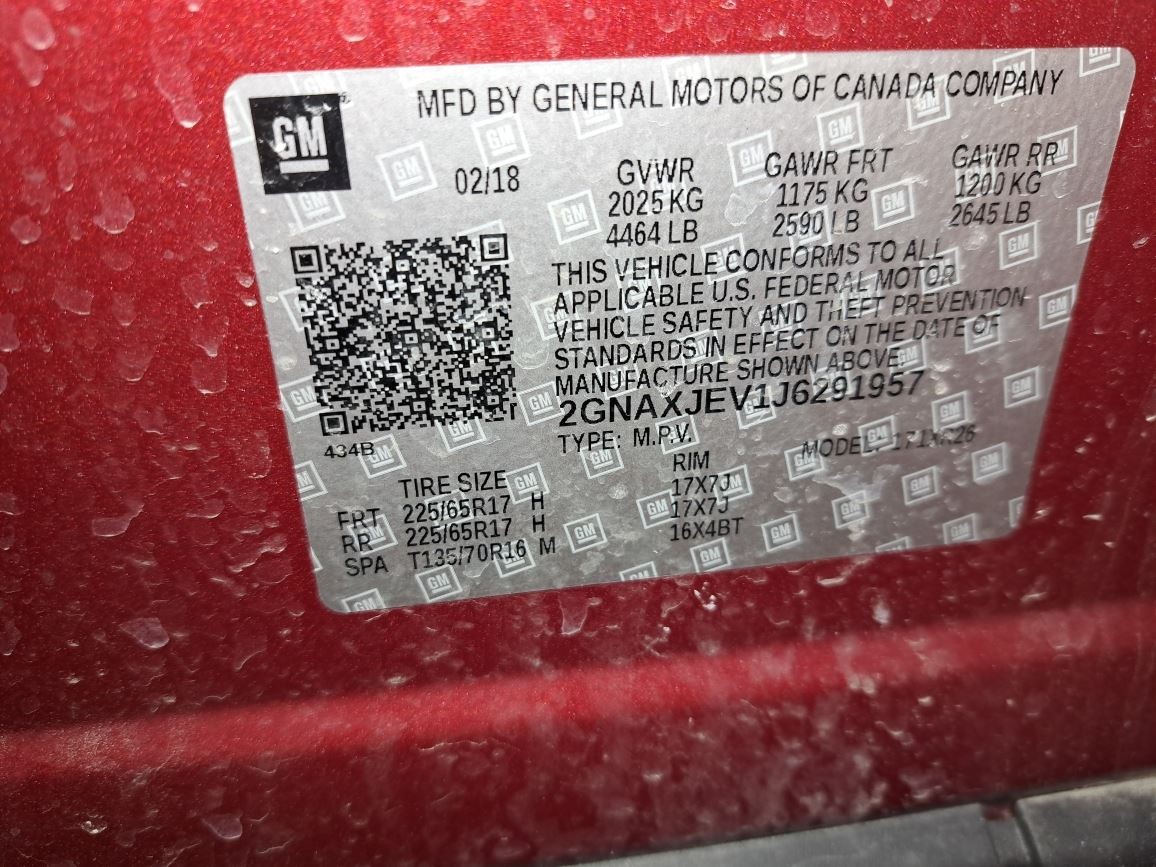 GM
MFD BY GENERAL MOTORS OF CANADA COMPANY
02/18
GVWR
2025 KG
4464 LB
GAWR FRT
1175 KG
2590 LB
GAWR RR
1200 KG
2645 LB
THIS VEHICLE CONFORMS TO ALL
APPLICABLE U.S. FEDERAL MOTOR
VEHICLE SAFETY AND THEFT PREVENTION
STANDARDS IN EFFECT ON THE DATE OF
MANUFACTURE SHOWN ABOVE.
2GNAXJEV1J6291957
TYPE: M.P.V.
MODEL:
434B
TIRE SIZE RIM
FRT 225/65R17 H 17X7J
RR 225/65R17 H 17X7J
SPA T135/70R16 M 16X4BT